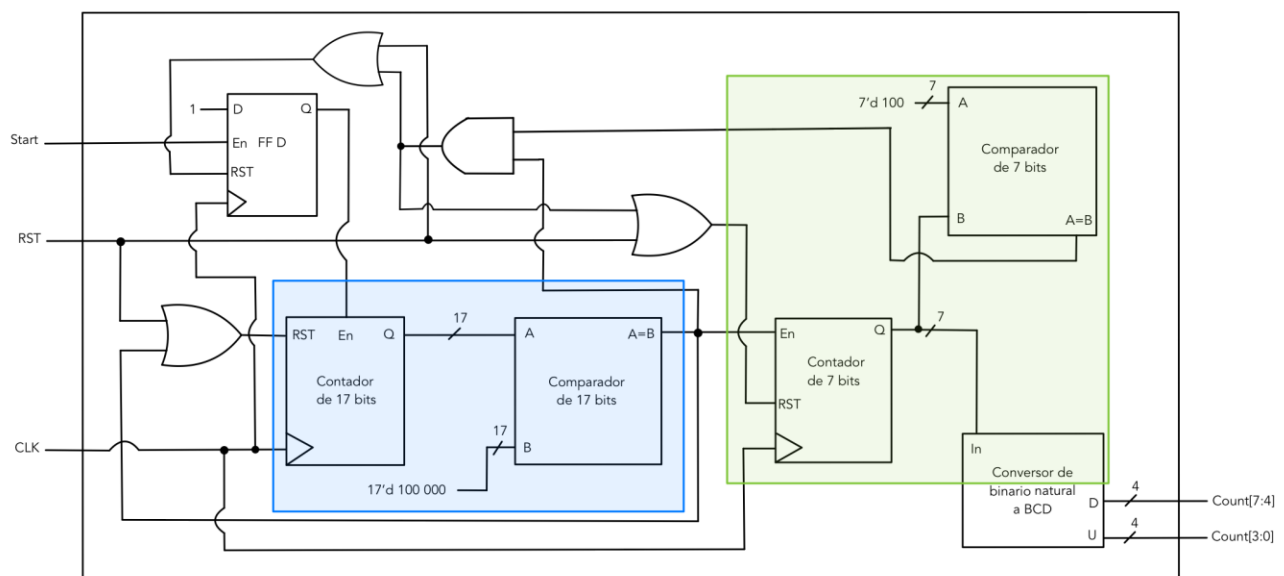 7
1
D
Q
7'd 100
A
Start
En
FF D
Comparador
de 7 bits
RST
B
A=B
RST
17
7
RST
En
Q
A
A=B
En
Q
Contador
de 17 bits
Comparador
de 17 bits
Contador
de 7 bits
RST
CLK
17
B
In
17'd 100 000
Conversor de
binario natural
a BCD
D
4
Count[7:4]
U
4
Count[3:0]